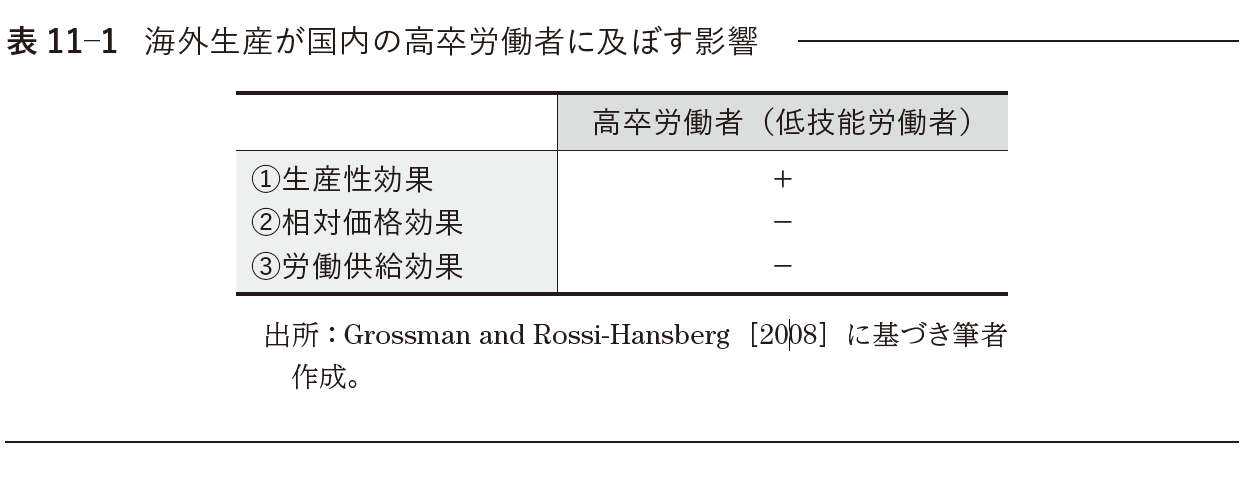 表 11–1 海外生産が国内の高卒労働者に及ぼす影響
高卒労働者（低技能労働者）
①生産性効果 +
②相対価格効果 −
③労働供給効果 −
出所：Grossman and Rossi-Hansberg［2008］に基づき筆者
作成。